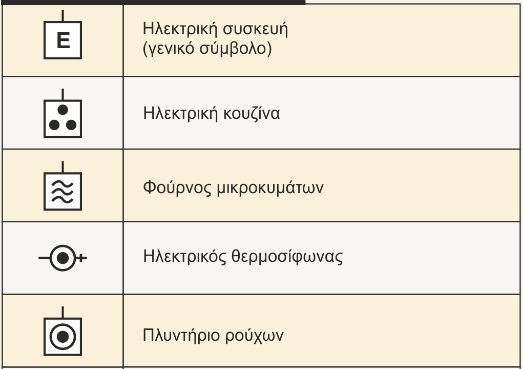 E
Ηλεκτρική συσκευή
(γενικό σύμβολο)
Ηλεκτρική κουζίνα
Φούρνος μικροκυμάτων
Ηλεκτρικός θερμοσίφωνας
Πλυντήριο ρούχων